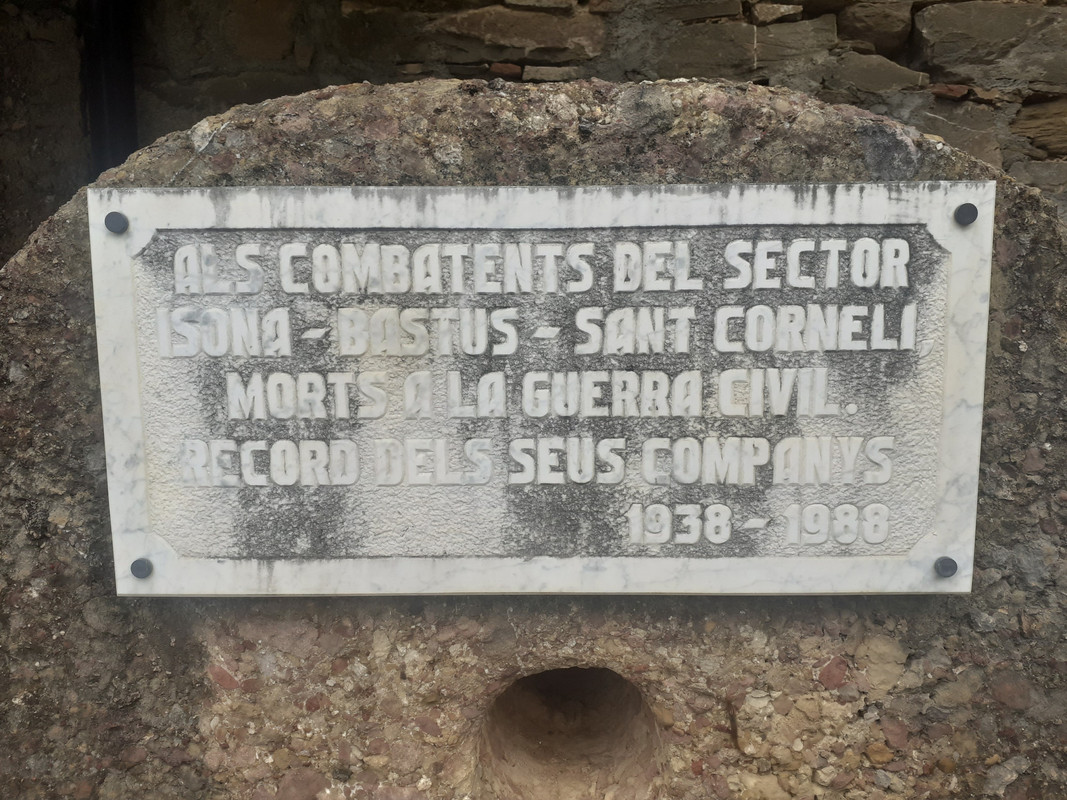 ALS COMBATENTS DEL SECTOR
ISONA - BASTUS - SANT CORNELI
MORTS A LA GUERRA CIVIL.
RECORD DELS SEUS COMPANYS
1938 - 1988